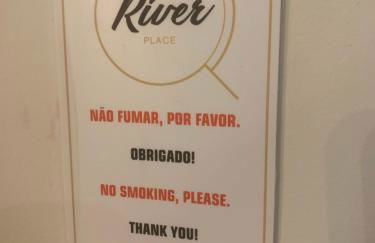 River
PLACE
NÃO FUMAR, POR FAVOR.
OBRIGADO!
NO SMOKING, PLEASE.
THANK YOU!